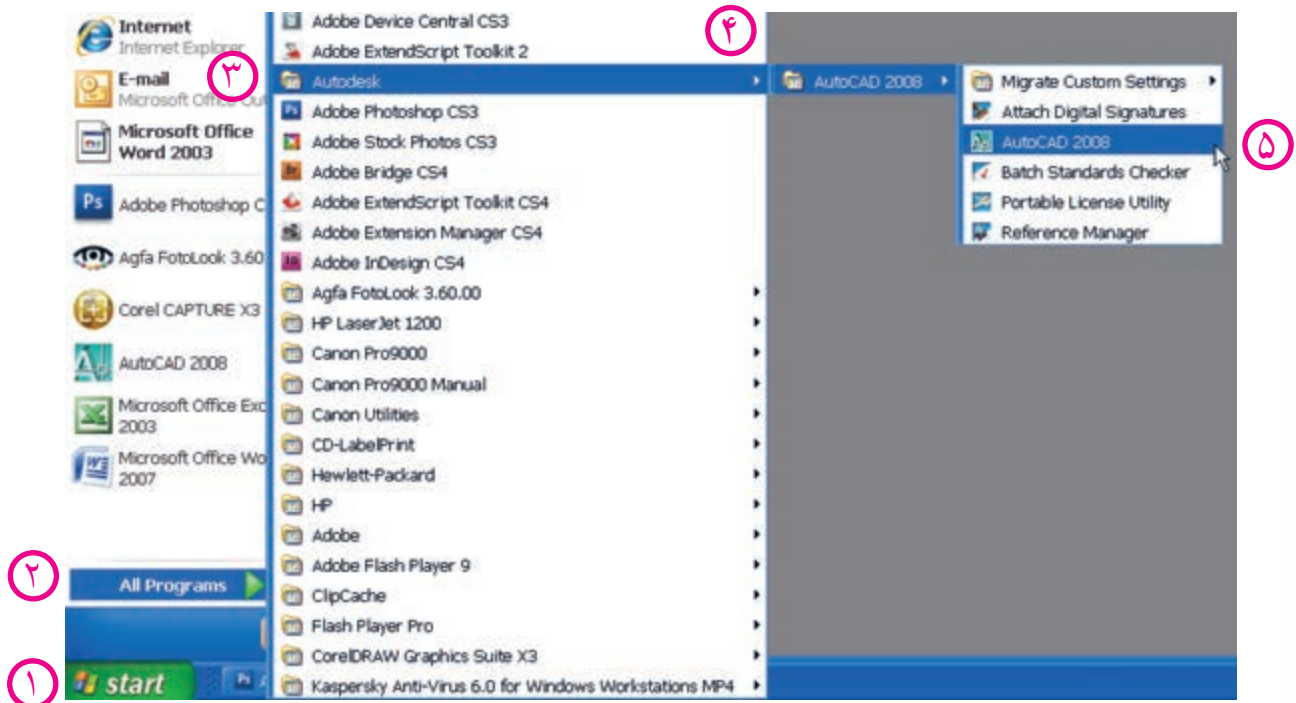 Internet
Internet Explorer
E-mail
Microsoft Office Out
Microsoft Office
Word 2003
Adobe Photoshop C
Agfa FotoLook 3.60
Corel CAPTURE X3
AutoCAD 2008
Microsoft Office Exc
2003
Microsoft Office Wo
2007
All Programs
start
Adobe Device Central CS3
Adobe ExtendScript Toolkit 2
Autodesk
Adobe Photoshop CS3
Adobe Stock Photos CS3
Adobe Bridge CS4
Adobe ExtendScript Toolkit CS4
Adobe Extension Manager CS4
Adobe InDesign CS4
Agfa FotoLook 3.60.00
HP LaserJet 1200
Canon Pro9000
Canon Pro9000 Manual
Canon Utilities
CD-LabelPrint
Hewlett-Packard
HP
Adobe
Adobe Flash Player 9
ClipCache
Flash Player Pro
CorelDRAW Graphics Suite X3
Kaspersky Anti-Virus 6.0 for Windows Workstations MP4
AutoCAD 2008
Migrate Custom Settings
Attach Digital Signatures
AutoCAD 2008
Batch Standards Checker
Portable License Utility
Reference Manager
۱
۲
۳
۴
۵